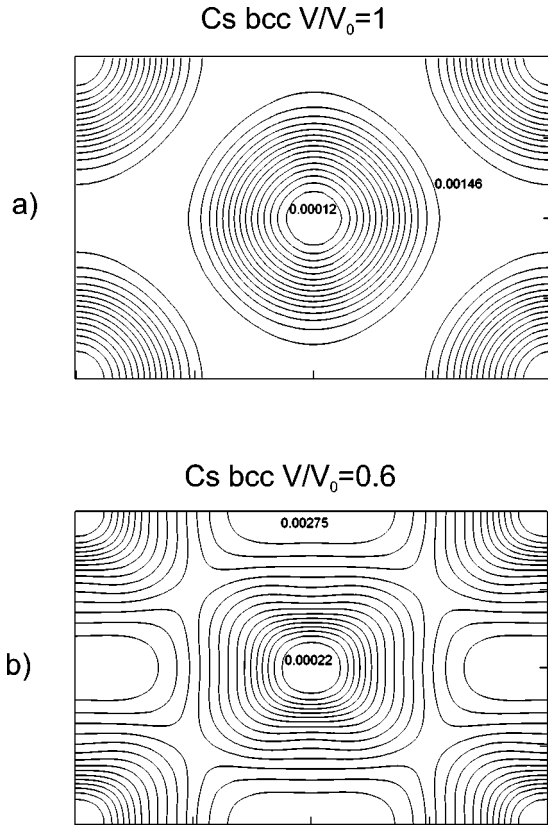 Cs bcc V/V₀=1
a)
0.00146
0.00012
Cs bcc V/V₀=0.6
0.00275
b)
0.00022